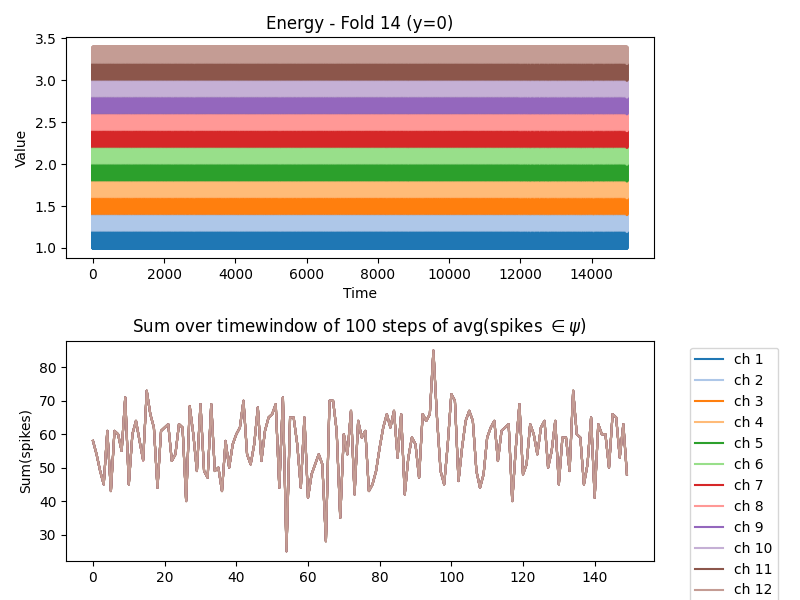 Energy - Fold 14 (y=0)
Value
3.5
3.0
2.5
2.0
1.5
1.0
0 2000 4000 6000 8000 10000 12000 14000
Time
Sum over timewindow of 100 steps of avg(spikes ∈ ψ)
Sum(spikes)
80
70
60
50
40
30
0 20 40 60 80 100 120 140
ch 1
ch 2
ch 3
ch 4
ch 5
ch 6
ch 7
ch 8
ch 9
ch 10
ch 11
ch 12